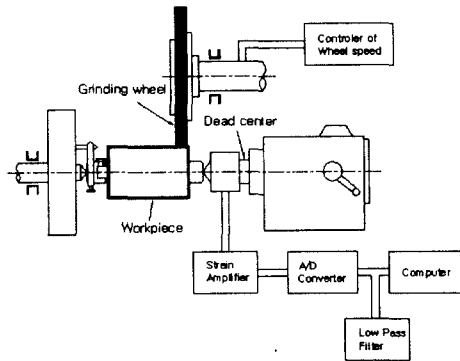 Controler of
Wheel speed
Grinding wheel
Dead center
Workpiece
Strain
Amplifier
A/D
Converter
Computer
Low Pass
Filter